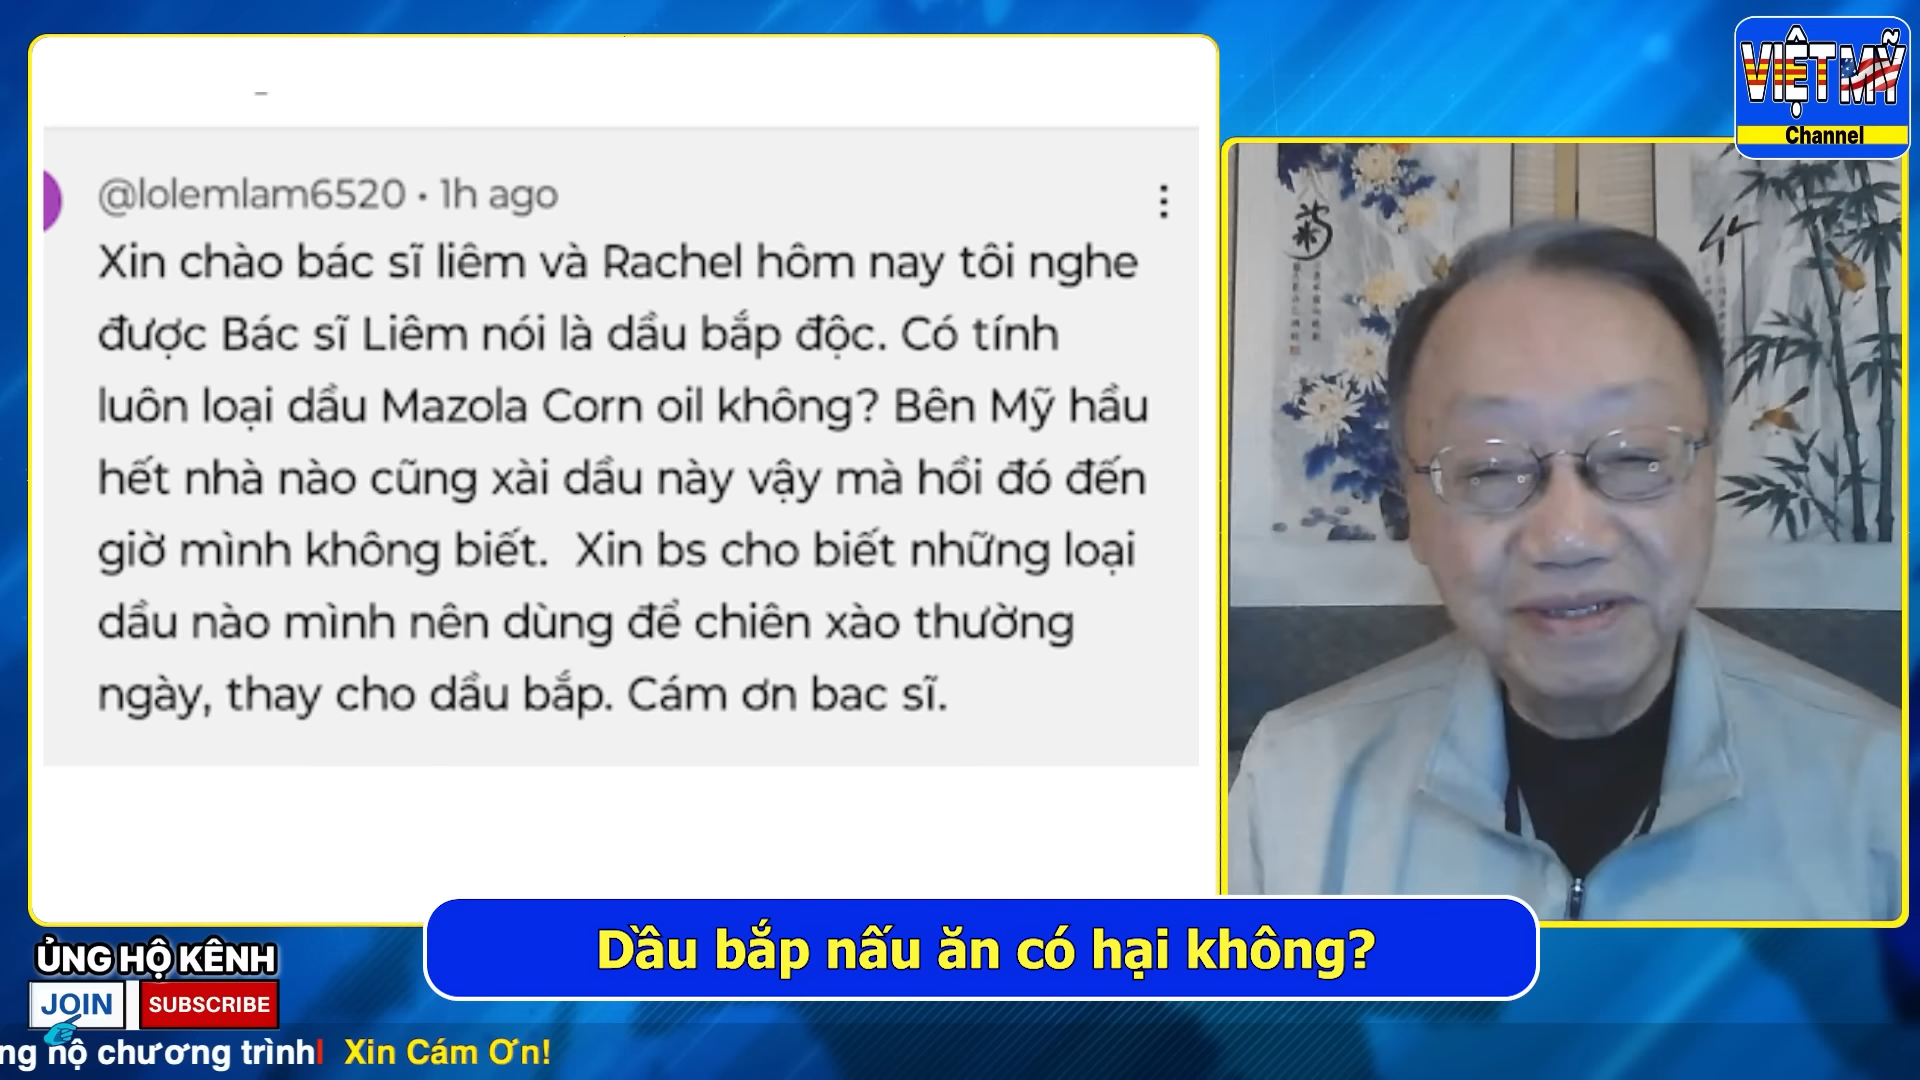 @lolemlam6520 • 1h ago
Xin chào bác sĩ liêm và Rachel hôm nay tôi nghe
được Bác sĩ Liêm nói là dầu bắp độc. Có tính
luôn loại dầu Mazola Corn oil không? Bên Mỹ hầu
hết nhà nào cũng xài dầu này vậy mà hồi đó đến
giờ mình không biết.  Xin bs cho biết những loại
dầu nào mình nên dùng để chiên xào thường
ngày, thay cho dầu bắp. Cám ơn bac sĩ.
VIỆT MỸ
Channel
菊
竹
Dầu bắp nấu ăn có hại không?
ỦNG HỘ KÊNH
JOIN
SUBSCRIBE
ng hộ chương trình! Xin Cám Ơn!